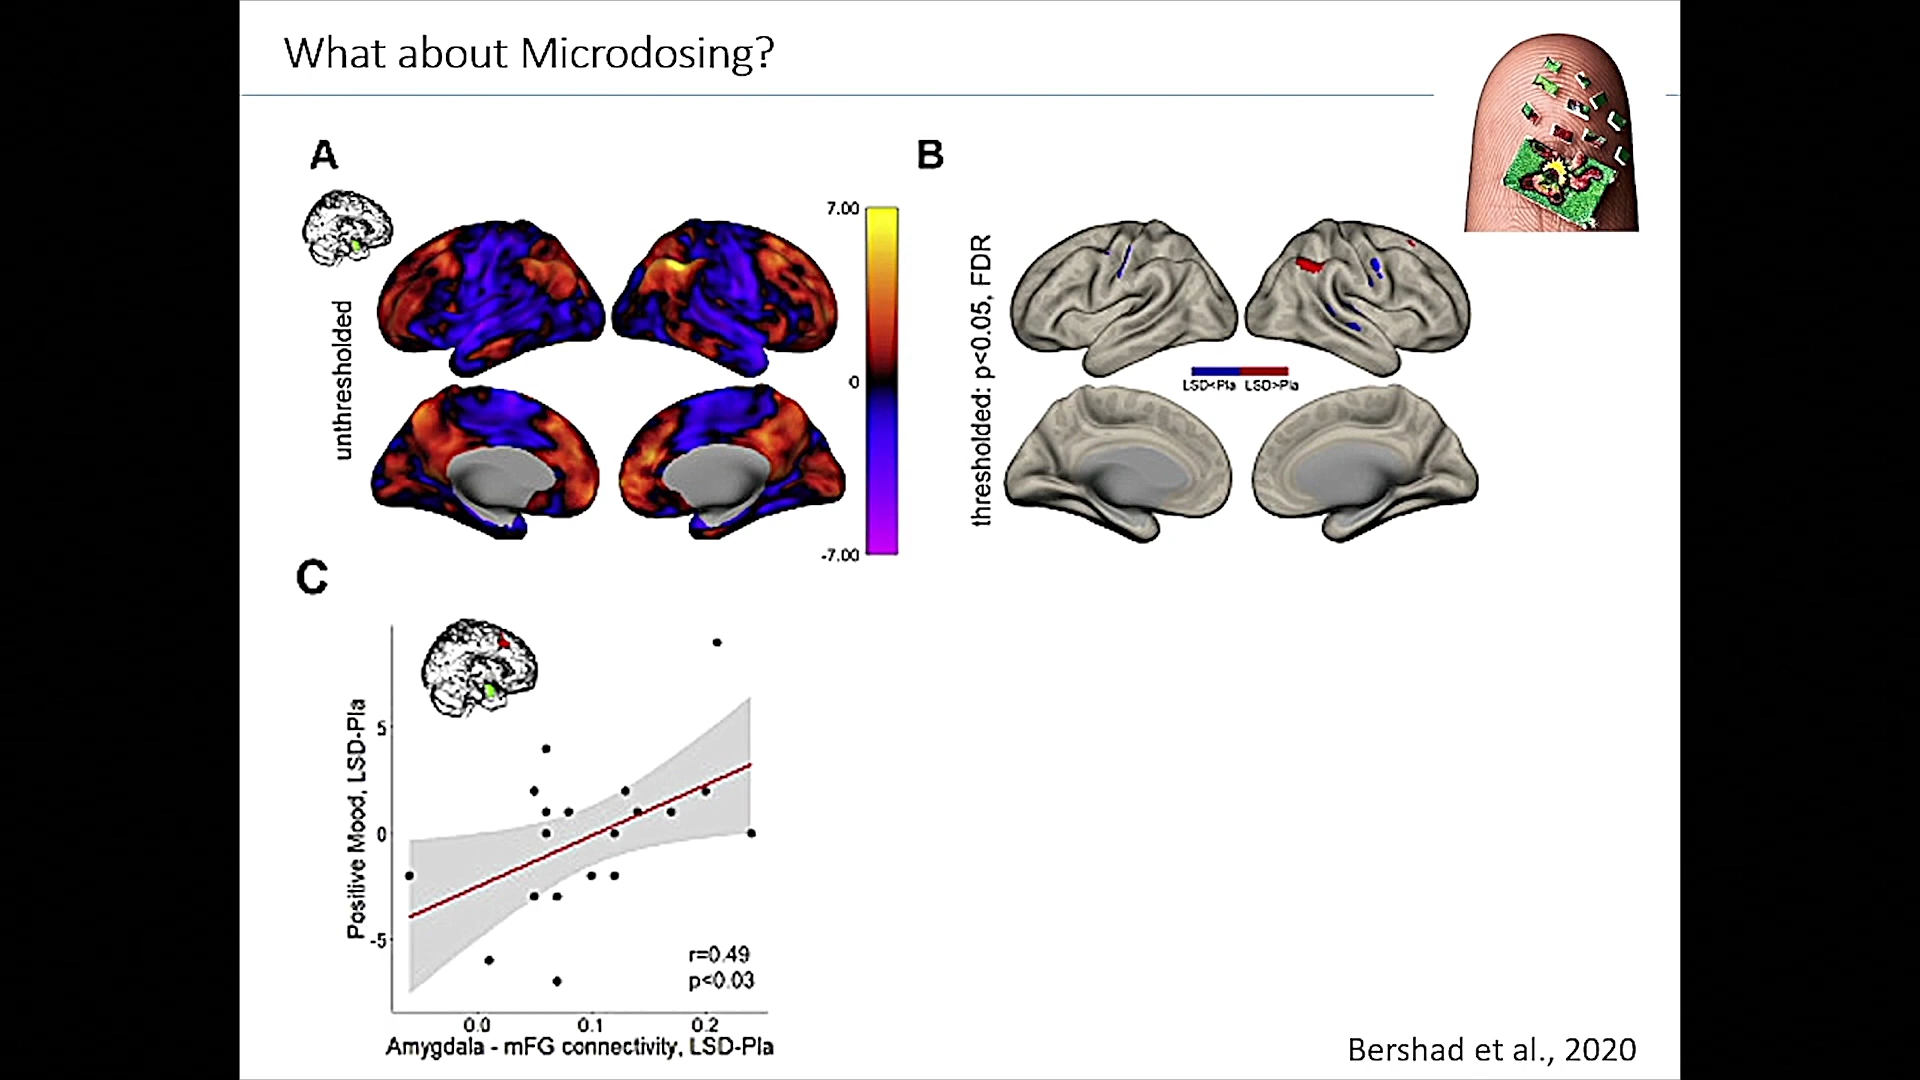 What about Microdosing?
A
B
unthresholded
7.00
0
-7.00
thresholded: p<0.05, FDR
LSD<Pla LSD>Pla
C
Positive Mood, LSD-Pla
5
0
-5
r=0.49
p<0.03
0.0 0.1 0.2
Amygdala - mFG connectivity, LSD-Pla
Bershad et al., 2020